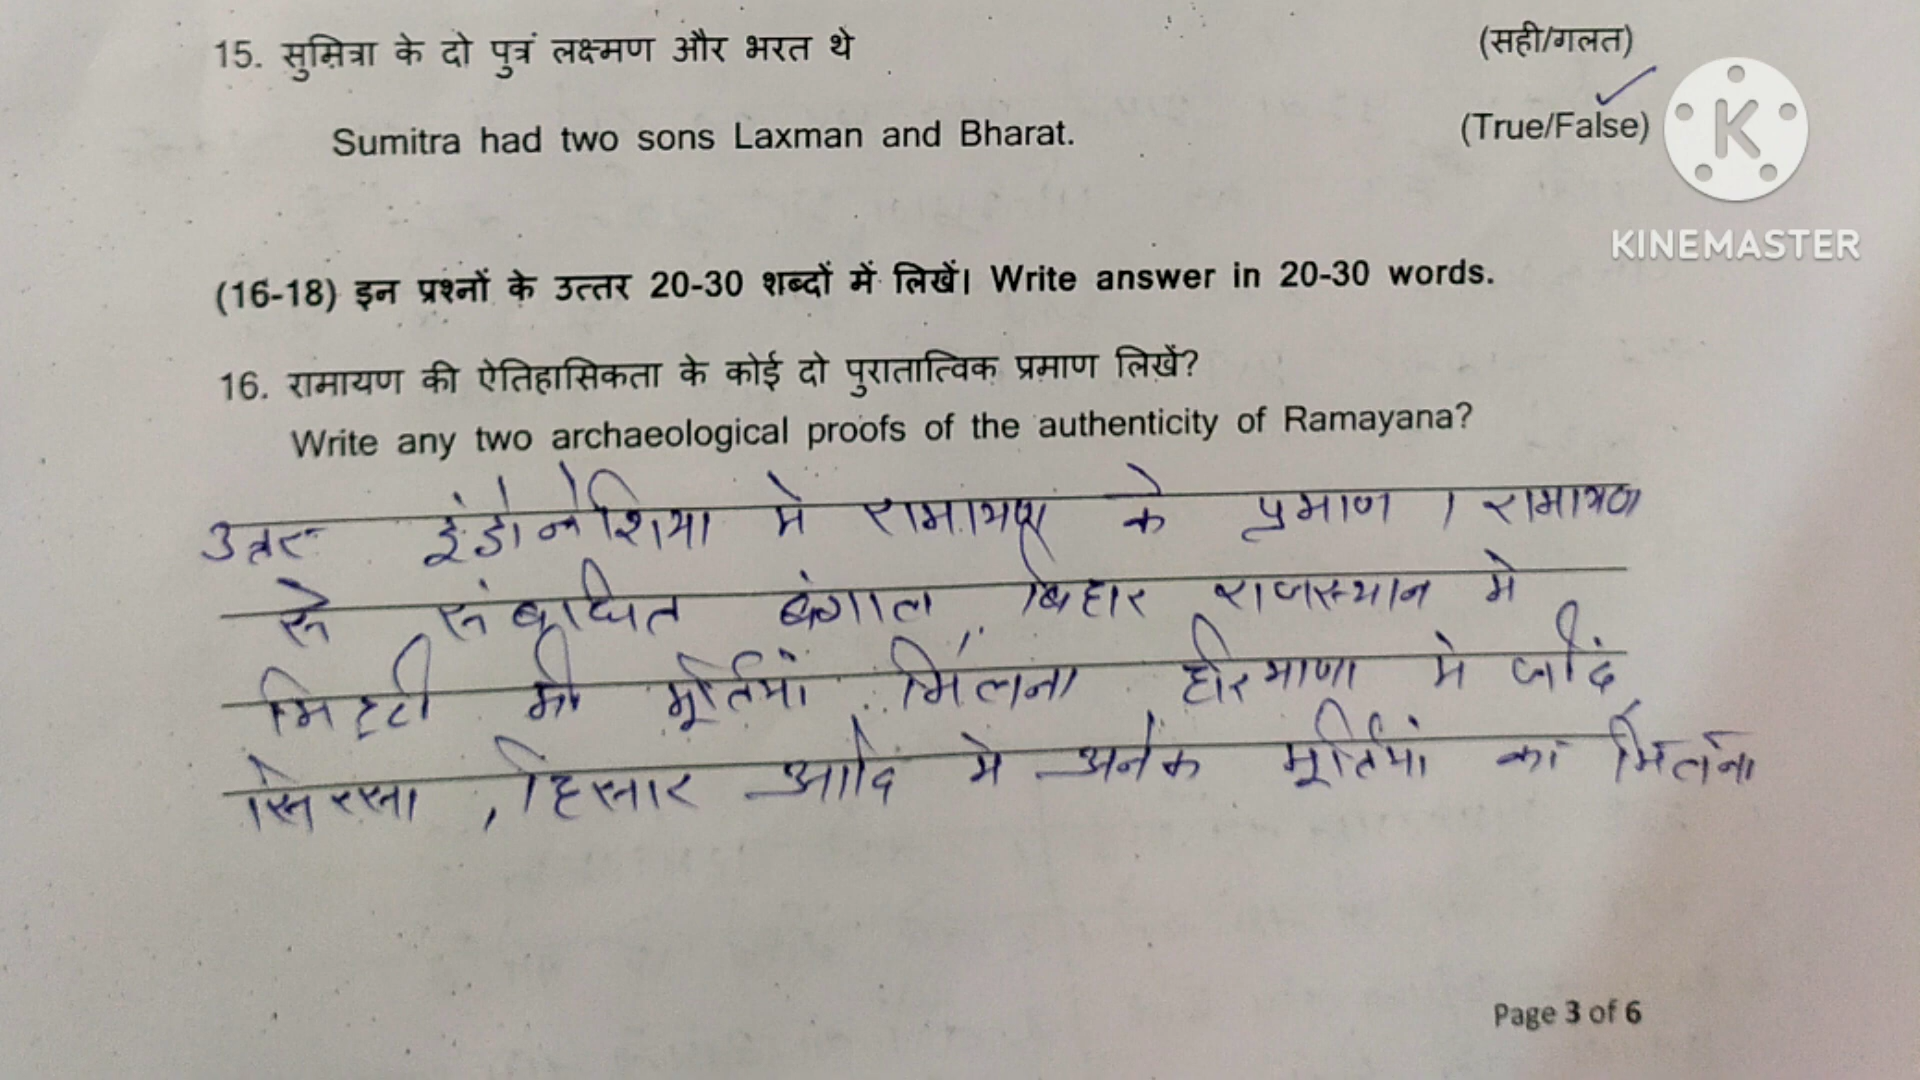 15. सुमित्रा के दो पुत्रं लक्ष्मण और भरत थे (सही/गलत)
Sumitra had two sons Laxman and Bharat. (True/False)
K
KINEMASTER
(16-18) इन प्रश्नों के उत्तर 20-30 शब्दों में लिखें। Write answer in 20-30 words.
16. रामायण की ऐतिहासिकता के कोई दो पुरातात्विक प्रमाण लिखें?
Write any two archaeological proofs of the authenticity of Ramayana?
उत्तर इंडोनेशिया मे रामायण के प्रमाण । रामायण
से संबंधित बंगाल, बिहार राजस्थान मे
मिट्टी की मूर्तियां मिलना हरियाणा मे जींद
सिरसा, हिसार आदि मे अनेक मूर्तियां का मिलना
Page 3 of 6